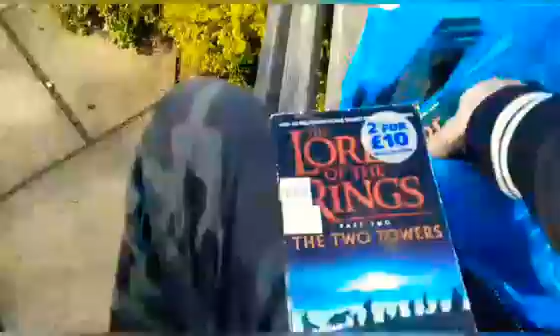 THE
LORD
OF THE
RINGS
PART TWO
THE TWO TOWERS
2 FOR
£10